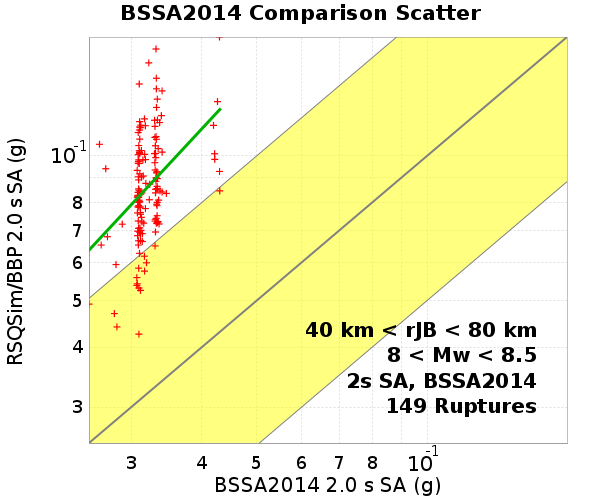 BSSA2014 Comparison Scatter
RSQSim/BBP 2.0 s SA (g)
10-1
8
7
6
5
4
3
40 km < rJB < 80 km
8 < Mw < 8.5
2s SA, BSSA2014
149 Ruptures
3 4 5 6 7 8 10-1
BSSA2014 2.0 s SA (g)